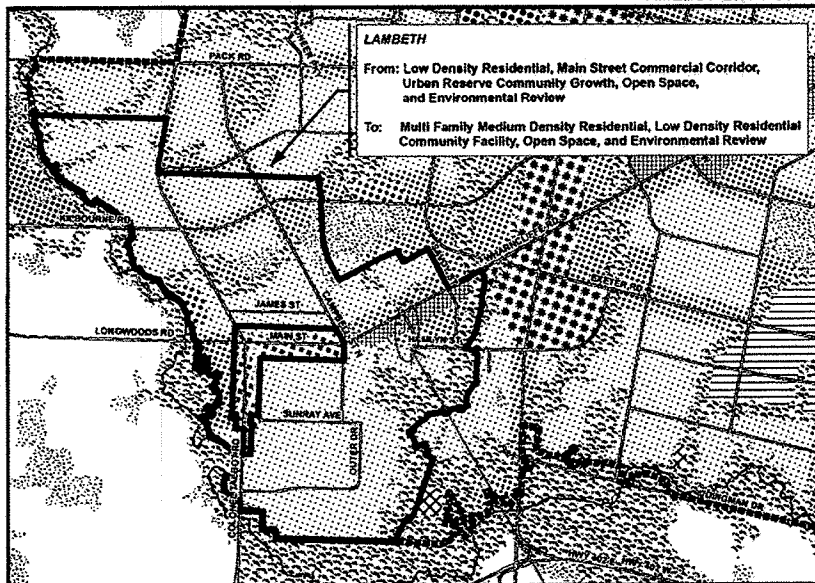 PACK RD
LAMBETH
From: Low Density Residential, Main Street Commercial Corridor,
Urban Reserve Community Growth, Open Space,
and Environmental Review
To: Multi Family Medium Density Residential, Low Density Residential
Community Facility, Open Space, and Environmental Review
KILBOURNE RD
JAMES ST
LONGWOODS RD
MAIN ST
HAMLYN ST
SUNRAY AVE
OUTER DR